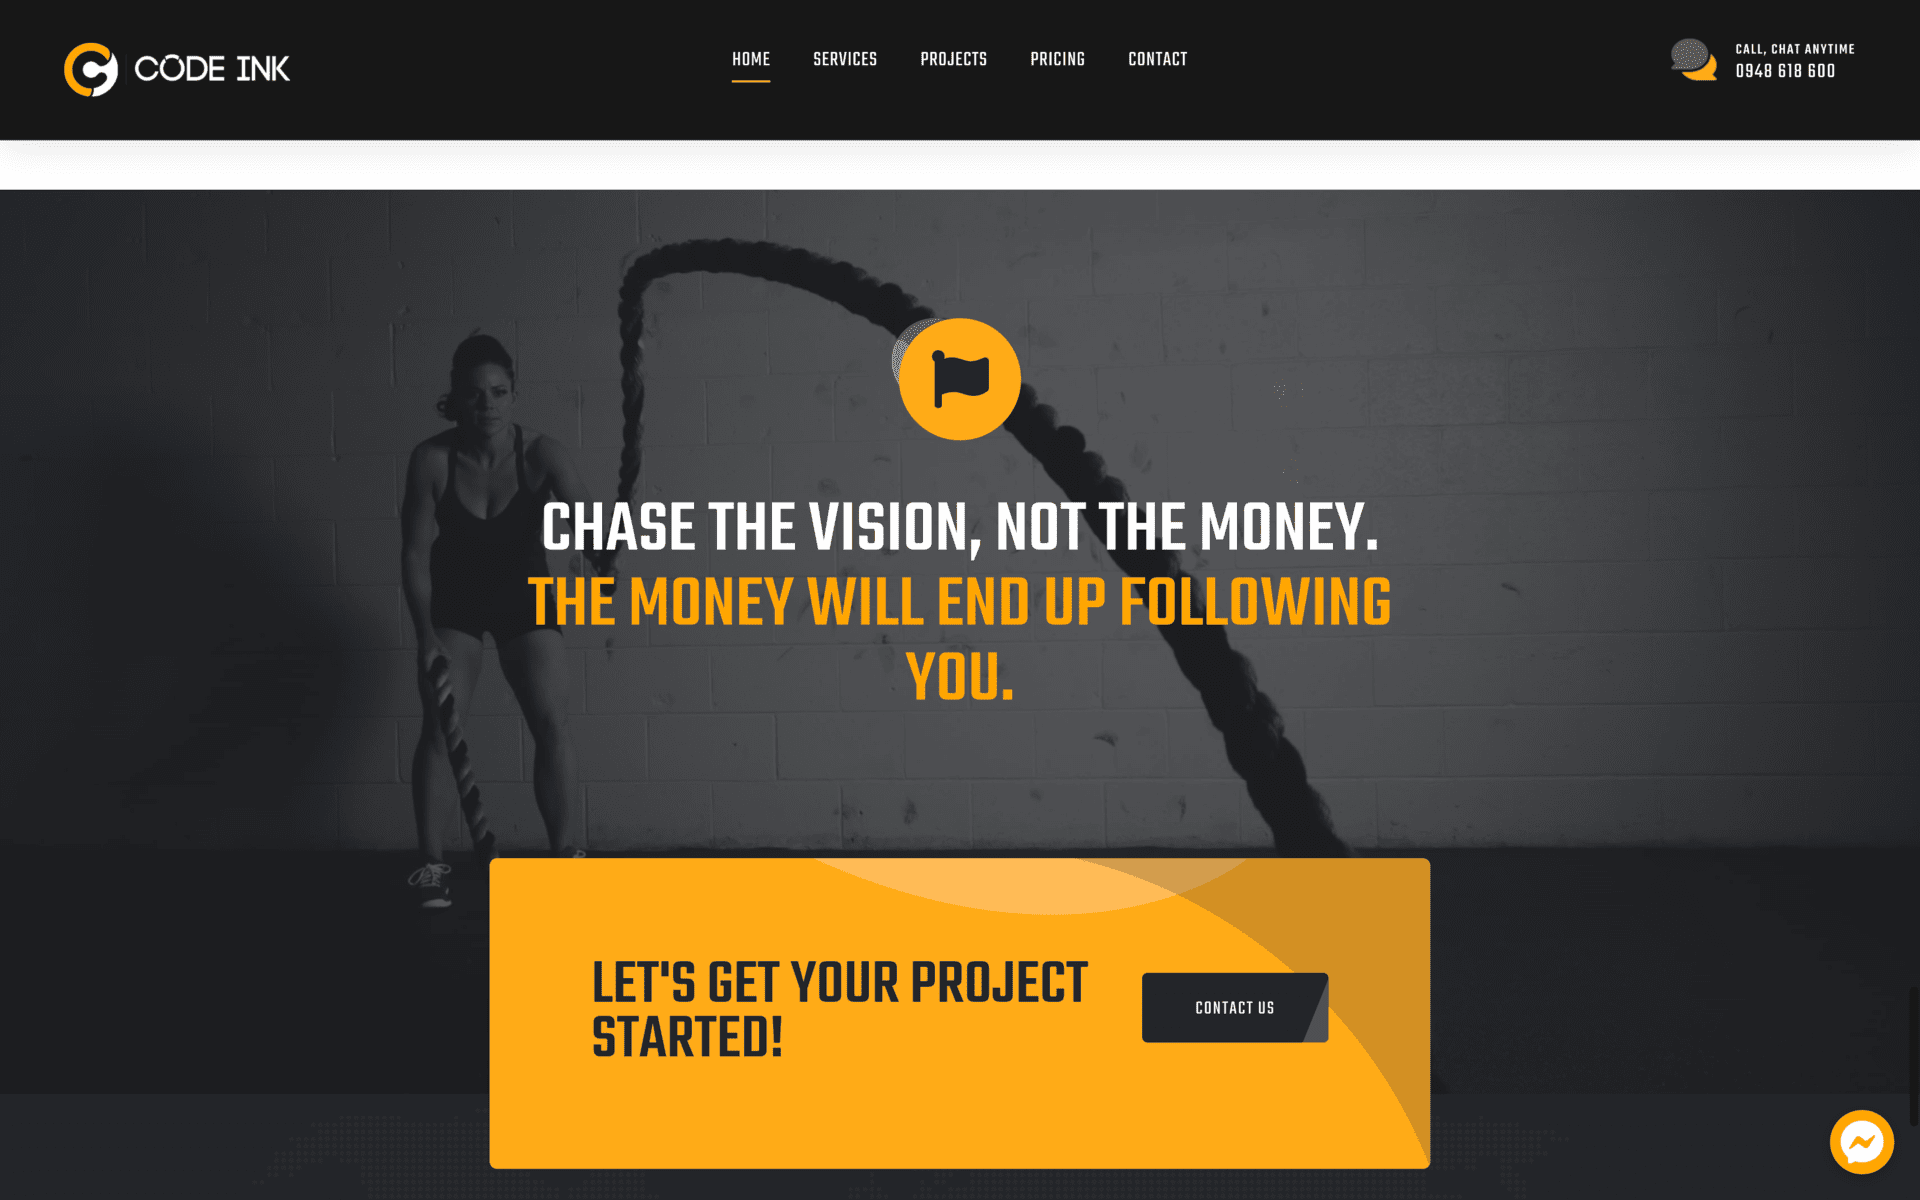 CODE INK
HOME
SERVICES
PROJECTS
PRICING
CONTACT
CALL, CHAT ANYTIME
0948 618 600
CHASE THE VISION, NOT THE MONEY.
THE MONEY WILL END UP FOLLOWING
YOU.
LET'S GET YOUR PROJECT
STARTED!
CONTACT US